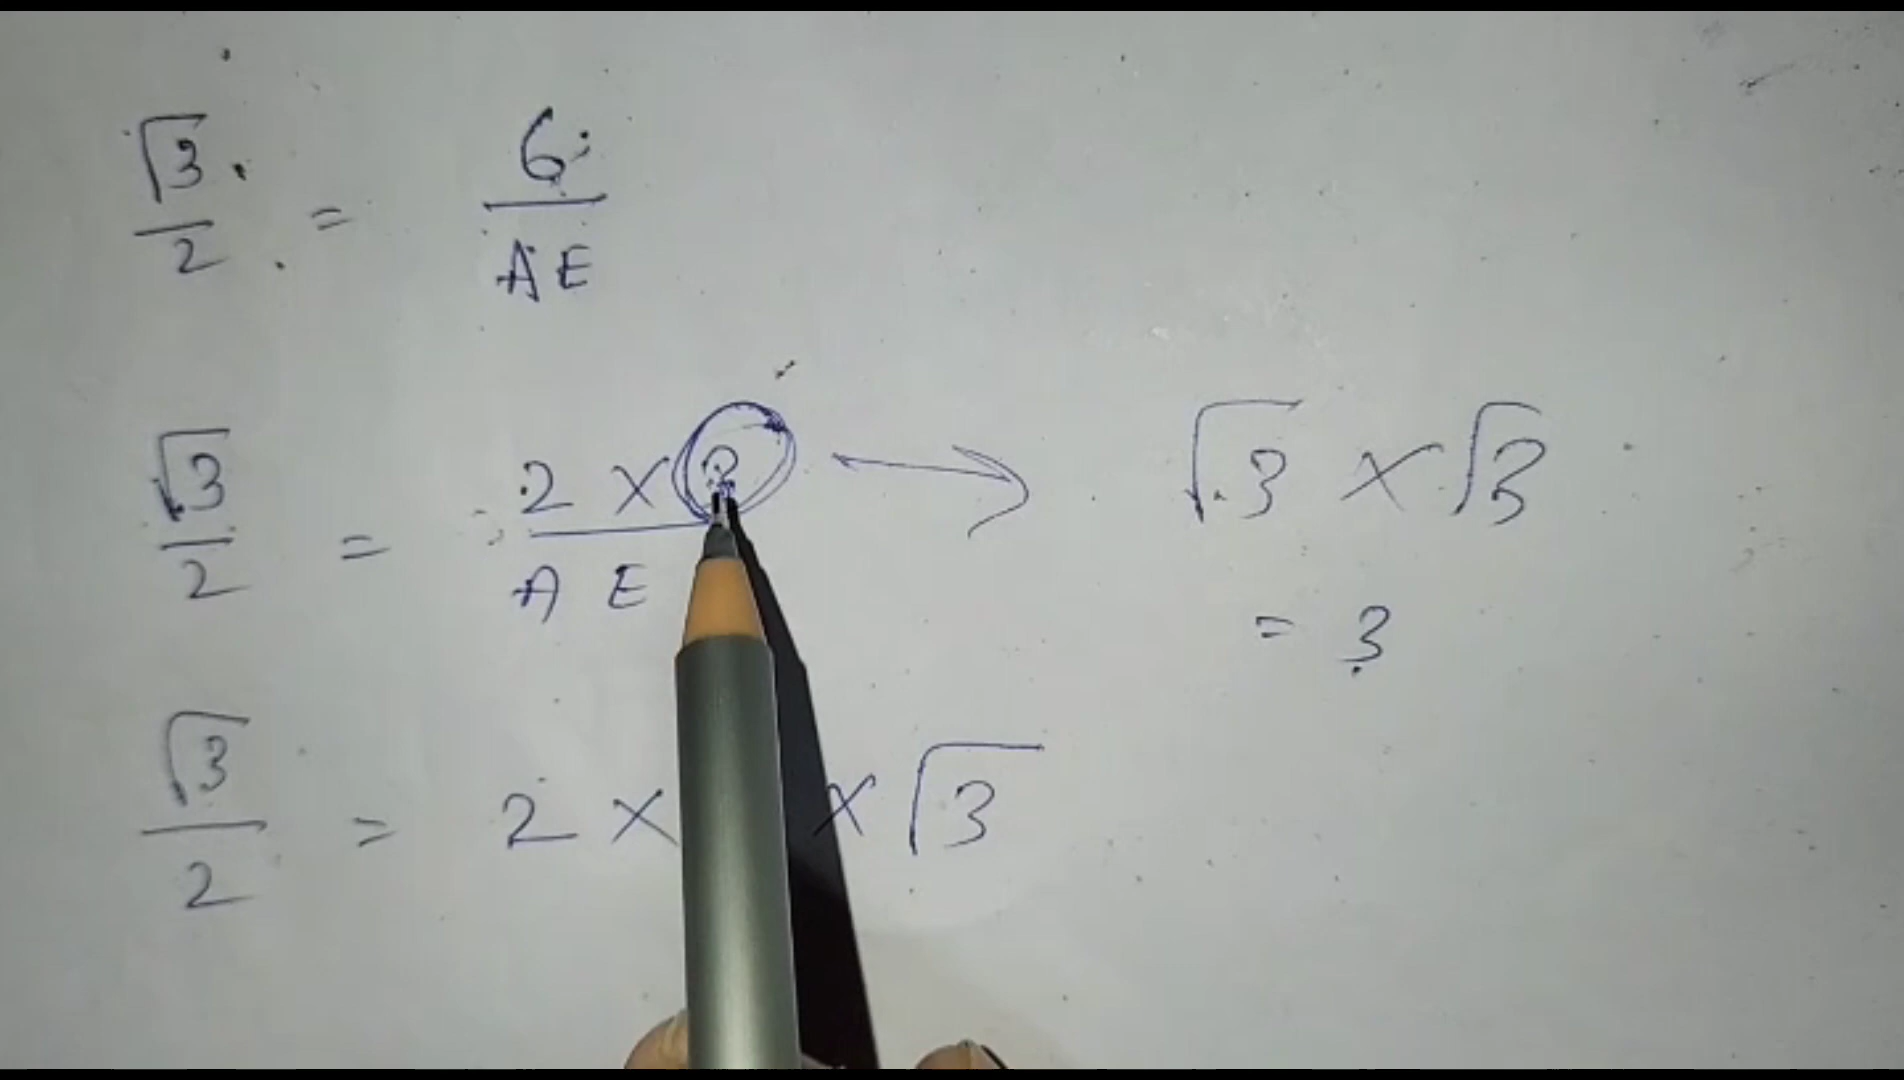 √3/2 = 6/AE
√3/2 = 2 × 3/AE → √3 × √3
= 3
√3/2 = 2 × × √3